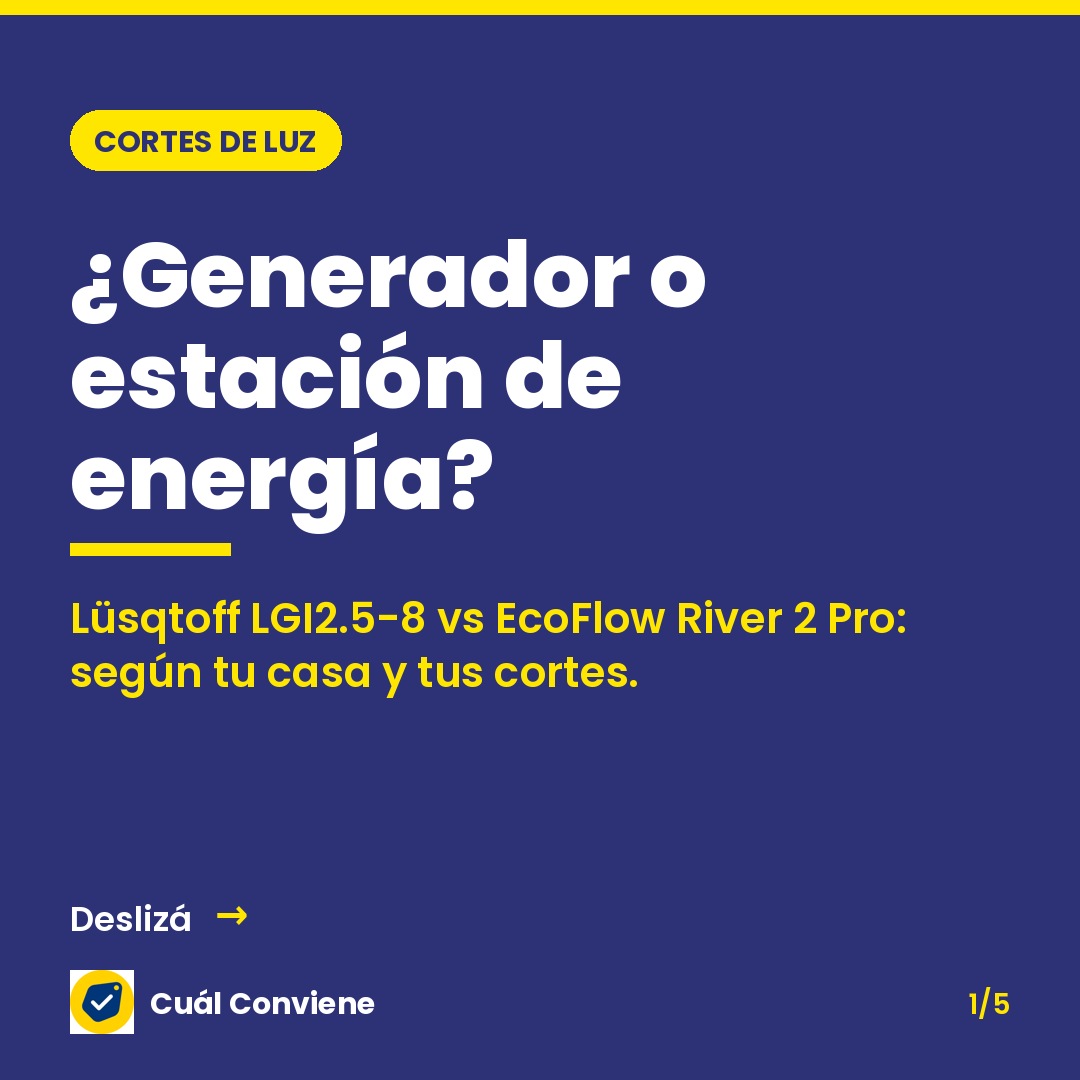 CORTES DE LUZ
¿Generador o
estación de
energía?
Lüsqtoff LGI2.5-8 vs EcoFlow River 2 Pro:
según tu casa y tus cortes.
Deslizá →
Cuál Conviene
1/5